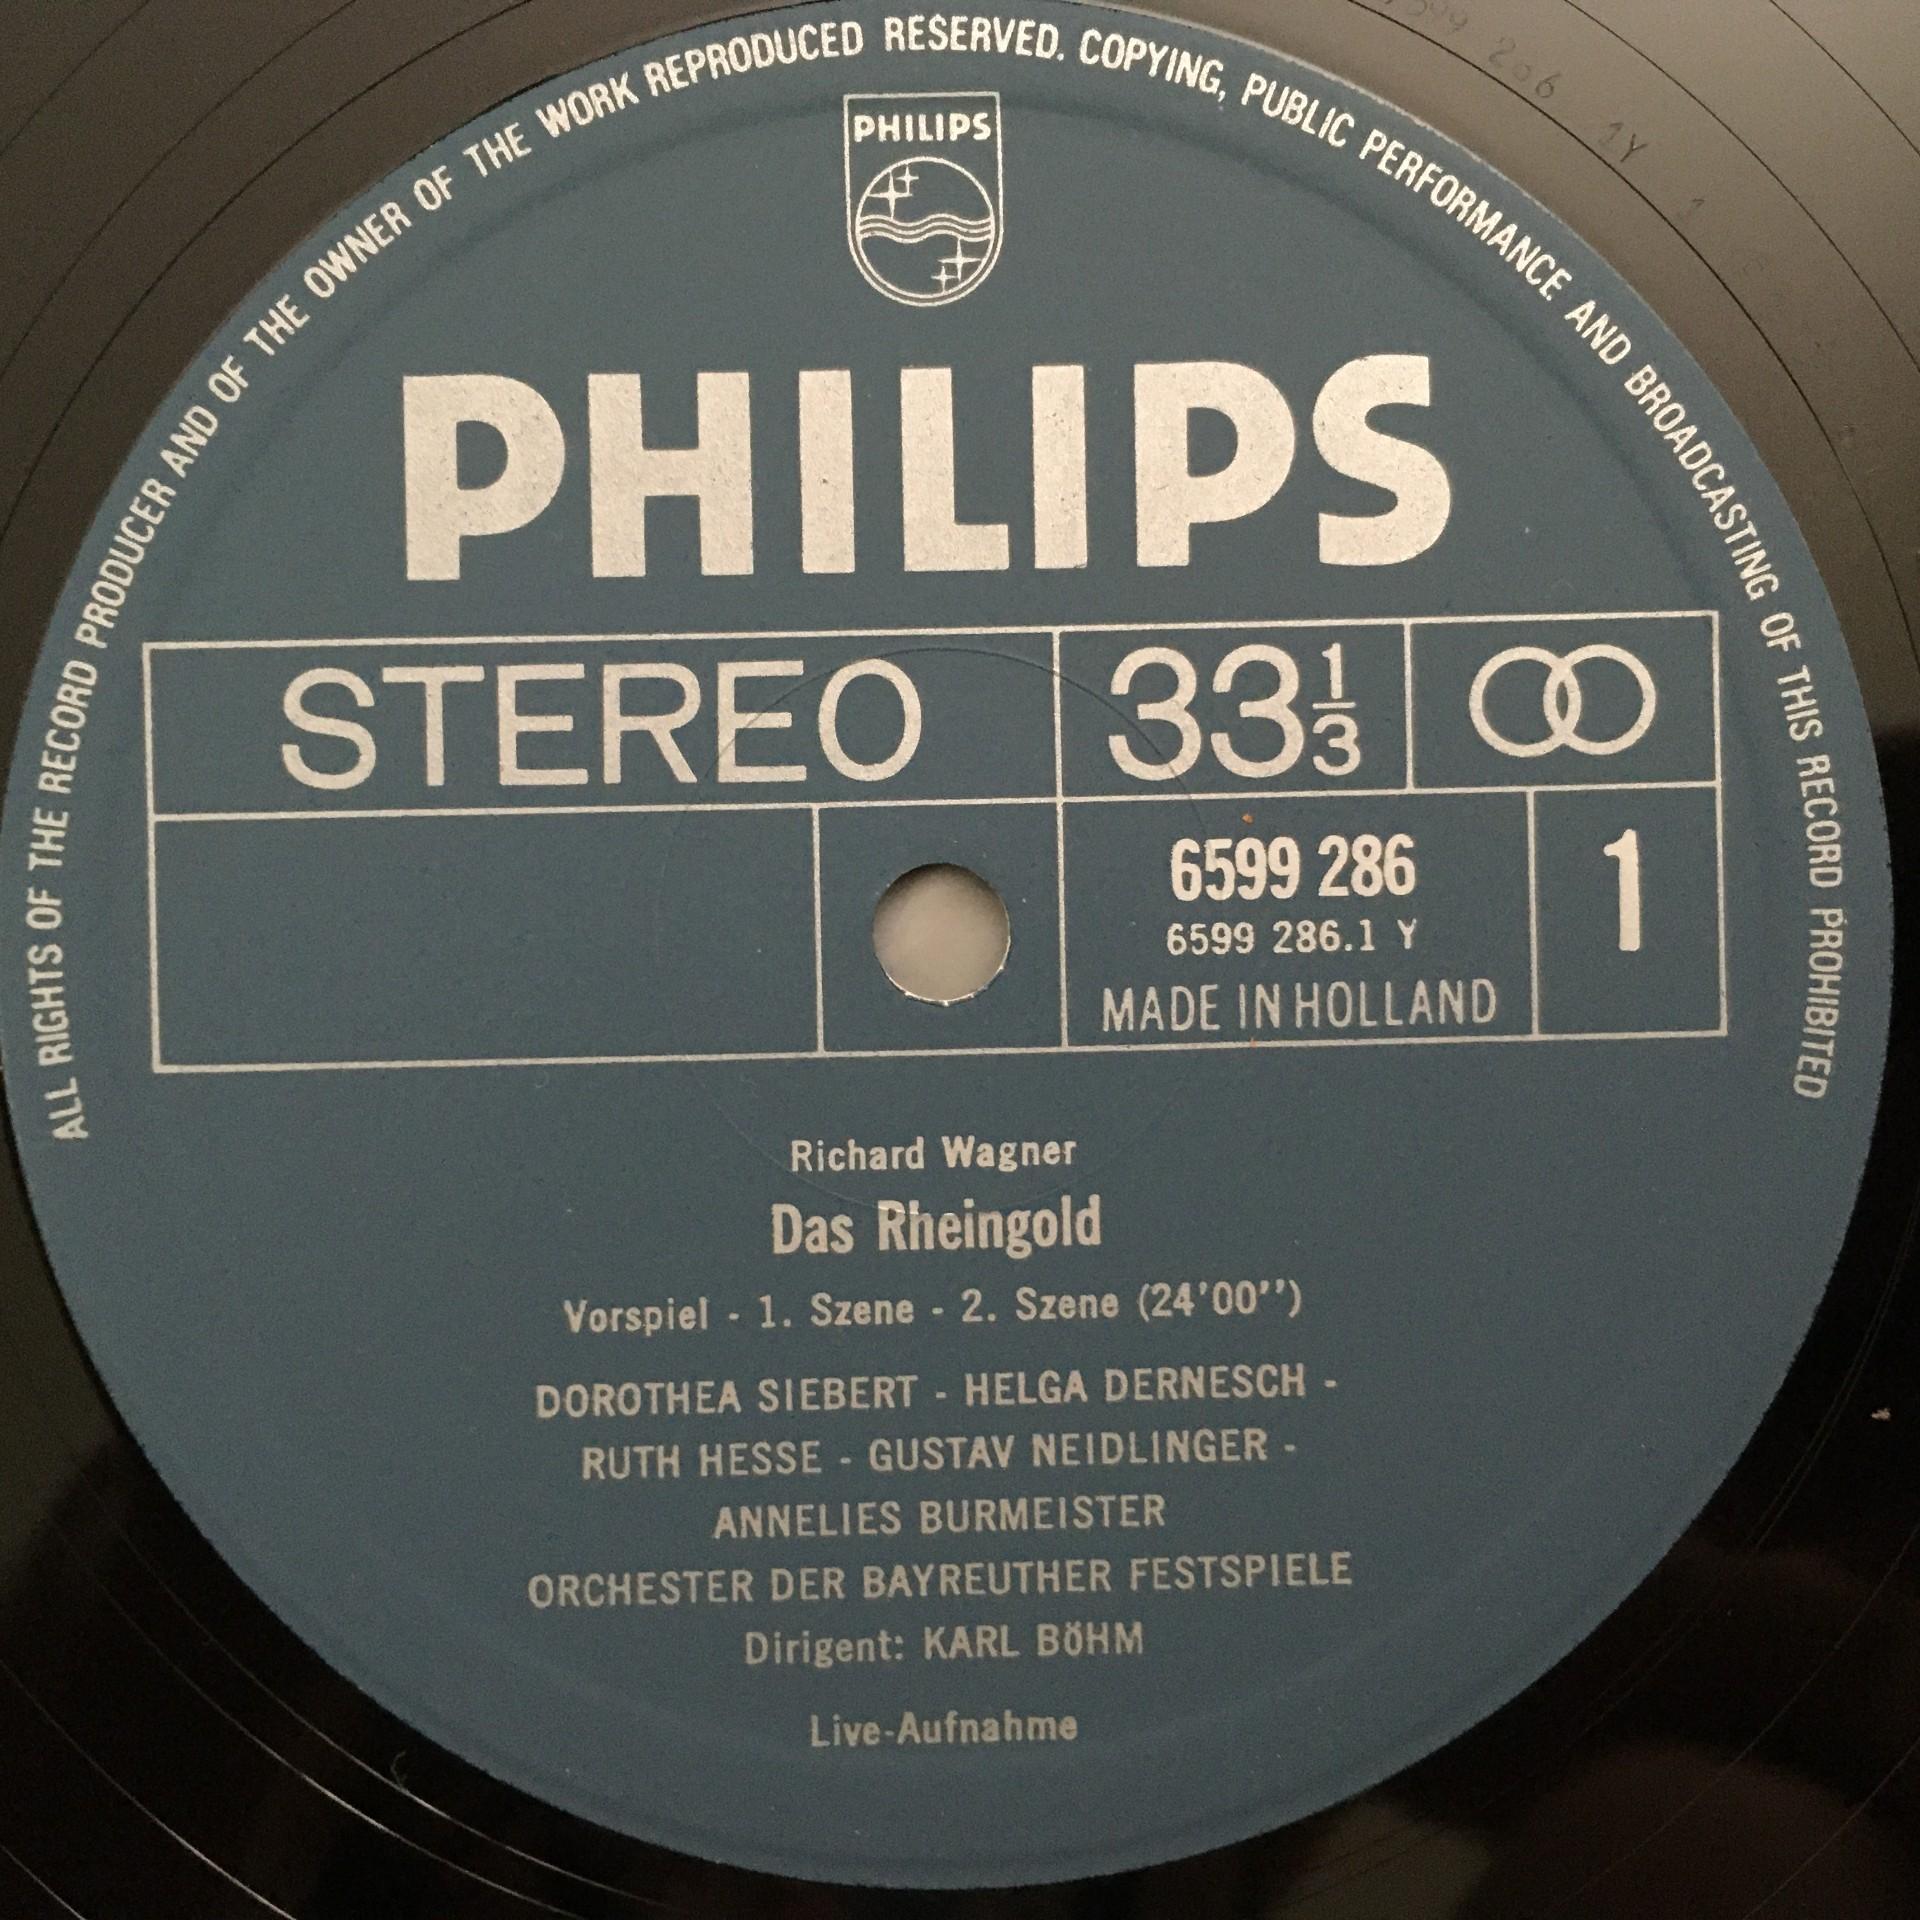 ALL RIGHTS OF THE RECORD PRODUCER AND OF THE OWNER OF THE WORK REPRODUCED RESERVED. COPYING, PUBLIC PERFORMANCE AND BROADCASTING OF THIS RECORD PROHIBITED
PHILIPS
PHILIPS
STEREO 33 1/3
6599 286 1
6599 286.1 Y
MADE IN HOLLAND
Richard Wagner
Das Rheingold
Vorspiel - 1. Szene - 2. Szene (24'00'')
DOROTHEA SIEBERT - HELGA DERNESCH -
RUTH HESSE - GUSTAV NEIDLINGER -
ANNELIES BURMEISTER
ORCHESTER DER BAYREUTHER FESTSPIELE
Dirigent: KARL BÖHM
Live-Aufnahme